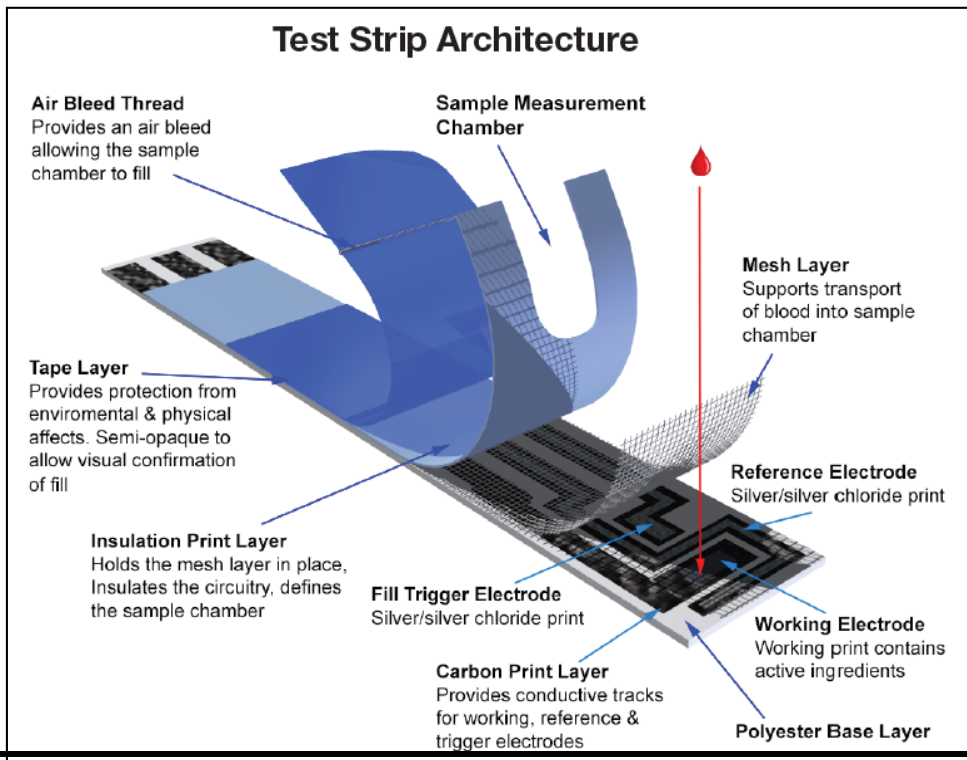 Test Strip Architecture
Air Bleed Thread
Provides an air bleed
allowing the sample
chamber to fill
Sample Measurement
Chamber
Mesh Layer
Supports transport
of blood into sample
chamber
Tape Layer
Provides protection from
enviromental & physical
affects. Semi-opaque to
allow visual confirmation
of fill
Reference Electrode
Silver/silver chloride print
Insulation Print Layer
Holds the mesh layer in place,
Insulates the circuitry, defines
the sample chamber
Fill Trigger Electrode
Silver/silver chloride print
Working Electrode
Working print contains
active ingredients
Carbon Print Layer
Provides conductive tracks
for working, reference &
trigger electrodes
Polyester Base Layer